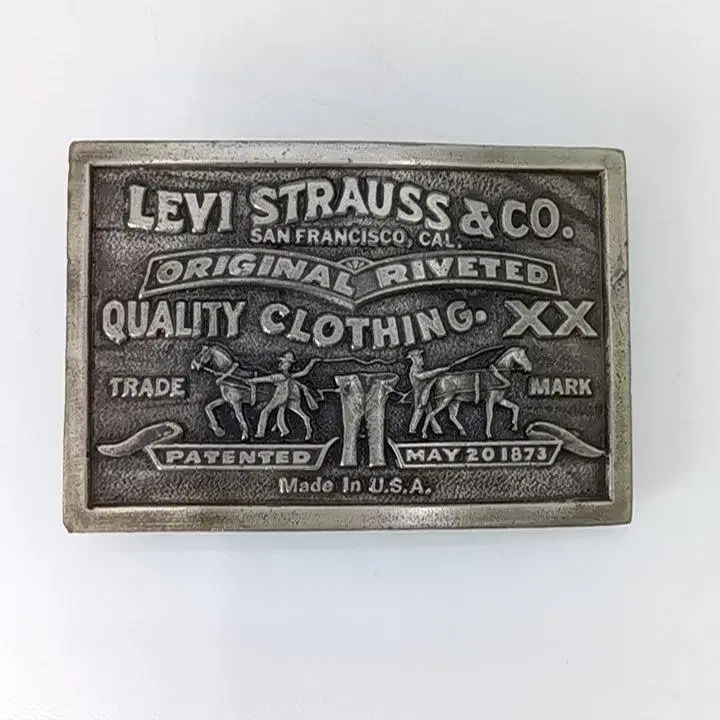 LEVI STRAUSS & CO.
SAN FRANCISCO, CAL.
ORIGINAL RIVETED
QUALITY CLOTHING. XX
TRADE MARK
PATENTED MAY 20 1873
Made In U.S.A.